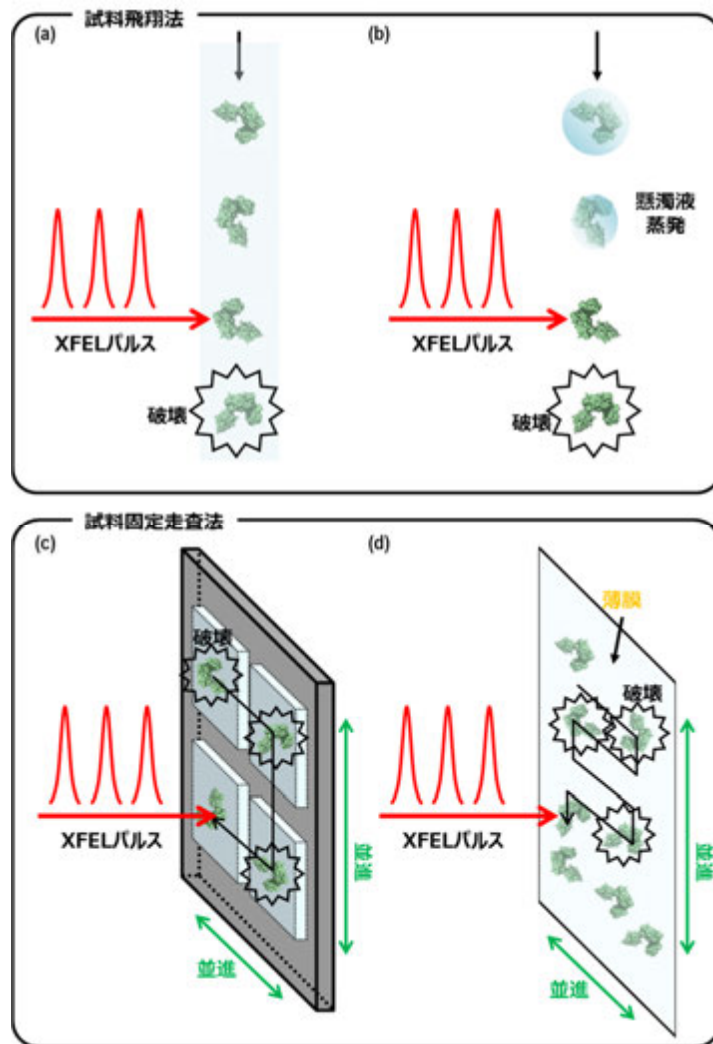 試料飛翔法
(a)
(b)
懸濁液
蒸発
XFELパルス
XFELパルス
破壊
破壊
試料固定走査法
(c)
(d)
薄膜
破壊
破壊
XFELパルス
XFELパルス
並進
並進
並進
並進